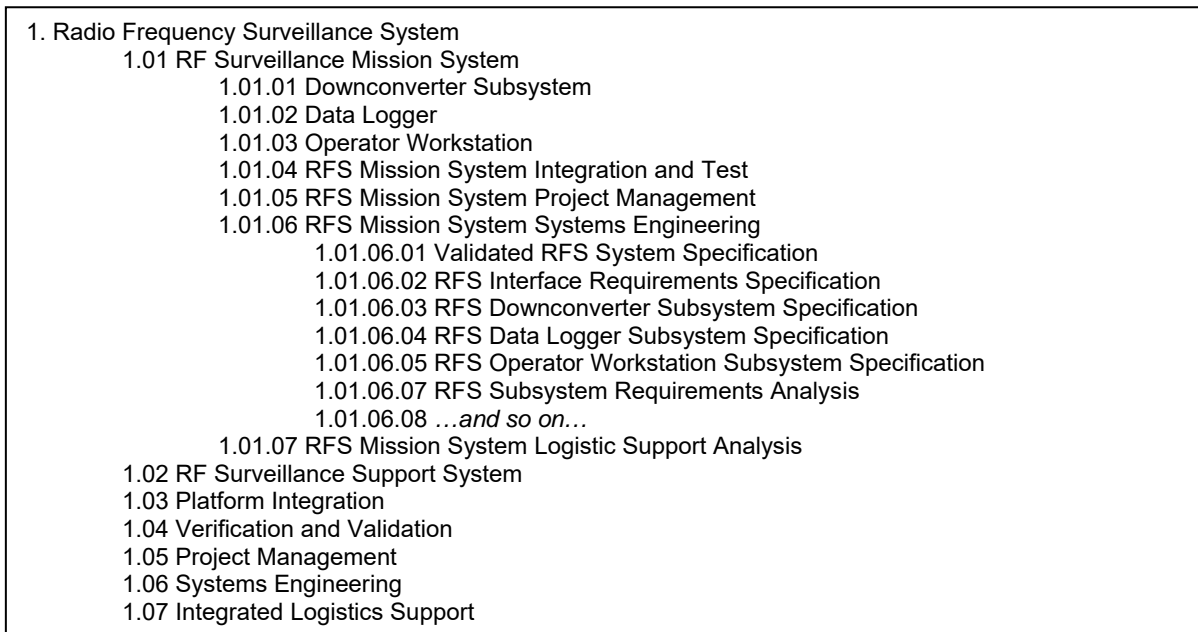 1. Radio Frequency Surveillance System
1.01 RF Surveillance Mission System
1.01.01 Downconverter Subsystem
1.01.02 Data Logger
1.01.03 Operator Workstation
1.01.04 RFS Mission System Integration and Test
1.01.05 RFS Mission System Project Management
1.01.06 RFS Mission System Systems Engineering
1.01.06.01 Validated RFS System Specification
1.01.06.02 RFS Interface Requirements Specification
1.01.06.03 RFS Downconverter Subsystem Specification
1.01.06.04 RFS Data Logger Subsystem Specification
1.01.06.05 RFS Operator Workstation Subsystem Specification
1.01.06.07 RFS Subsystem Requirements Analysis
1.01.06.08 …and so on…
1.01.07 RFS Mission System Logistic Support Analysis
1.02 RF Surveillance Support System
1.03 Platform Integration
1.04 Verification and Validation
1.05 Project Management
1.06 Systems Engineering
1.07 Integrated Logistics Support